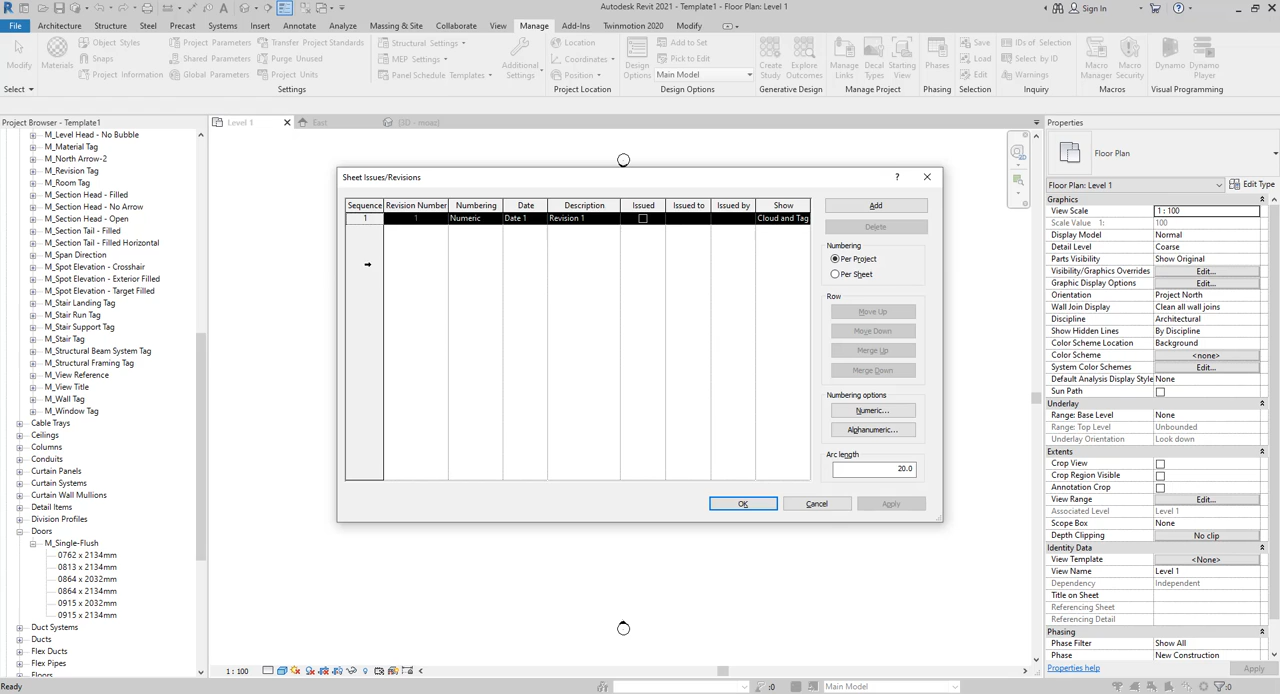 Autodesk Revit 2021 - Template1 - Floor Plan: Level 1
Sign In
File Architecture Structure Steel Precast Systems Insert Annotate Analyze Massing & Site Collaborate View Manage Add-Ins Twinmotion 2020 Modify
Modify
Materials
Object Styles
Snaps
Project Information
Project Parameters
Shared Parameters
Global Parameters
Transfer Project Standards
Purge Unused
Project Units
Structural Settings
MEP Settings
Panel Schedule Templates
Additional Settings
Location
Coordinates
Position
Design Options
Add to Set
Pick to Edit
Main Model
Create Study
Explore Outcomes
Manage Links
Decal Types
Starting View
Phases
Save
Load
Edit
IDs of Selection
Select by ID
Warnings
Macro Manager
Macro Security
Dynamo
Dynamo Player
Select
Settings
Project Location
Design Options
Generative Design
Manage Project
Phasing
Selection
Inquiry
Macros
Visual Programming
Project Browser - Template1
M_Level Head - No Bubble
M_Material Tag
M_North Arrow-2
M_Revision Tag
M_Room Tag
M_Section Head - Filled
M_Section Head - No Arrow
M_Section Head - Open
M_Section Tail - Filled
M_Section Tail - Filled Horizontal
M_Span Direction
M_Spot Elevation - Crosshair
M_Spot Elevation - Exterior Filled
M_Spot Elevation - Target Filled
M_Stair Landing Tag
M_Stair Run Tag
M_Stair Support Tag
M_Stair Tag
M_Structural Beam System Tag
M_Structural Framing Tag
M_View Reference
M_View Title
M_Wall Tag
M_Window Tag
Cable Trays
Ceilings
Columns
Conduits
Curtain Panels
Curtain Systems
Curtain Wall Mullions
Detail Items
Division Profiles
Doors
M_Single-Flush
0762 x 2134mm
0813 x 2134mm
0864 x 2032mm
0864 x 2134mm
0915 x 2032mm
0915 x 2134mm
Duct Systems
Ducts
Flex Ducts
Flex Pipes
Floors
Level 1
East
(3D - moaz)
Sheet Issues/Revisions
Sequence Revision Number Numbering Date Description Issued Issued to Issued by Show
1 1 Numeric Date 1 Revision 1 Cloud and Tag
Add
Delete
Numbering
Per Project
Per Sheet
Row
Move Up
Move Down
Merge Up
Merge Down
Numbering options
Numeric...
Alphanumeric...
Arc length
20.0
OK
Cancel
Apply
Properties
Floor Plan
Floor Plan: Level 1
Edit Type
Graphics
View Scale 1 : 100
Scale Value 1: 100
Display Model Normal
Detail Level Coarse
Parts Visibility Show Original
Visibility/Graphics Overrides Edit...
Graphic Display Options Edit...
Orientation Project North
Wall Join Display Clean all wall joins
Discipline Architectural
Show Hidden Lines By Discipline
Color Scheme Location Background
Color Scheme <none>
System Color Schemes Edit...
Default Analysis Display Style None
Sun Path
Underlay
Range: Base Level None
Range: Top Level Unbounded
Underlay Orientation Look down
Extents
Crop View
Crop Region Visible
Annotation Crop
View Range Edit...
Associated Level Level 1
Scope Box None
Depth Clipping No clip
Identity Data
View Template <None>
View Name Level 1
Dependency Independent
Title on Sheet
Referencing Sheet
Referencing Detail
Phasing
Phase Filter Show All
Phase New Construction
Properties help
Apply
1 : 100
Ready
:0
Main Model
:0